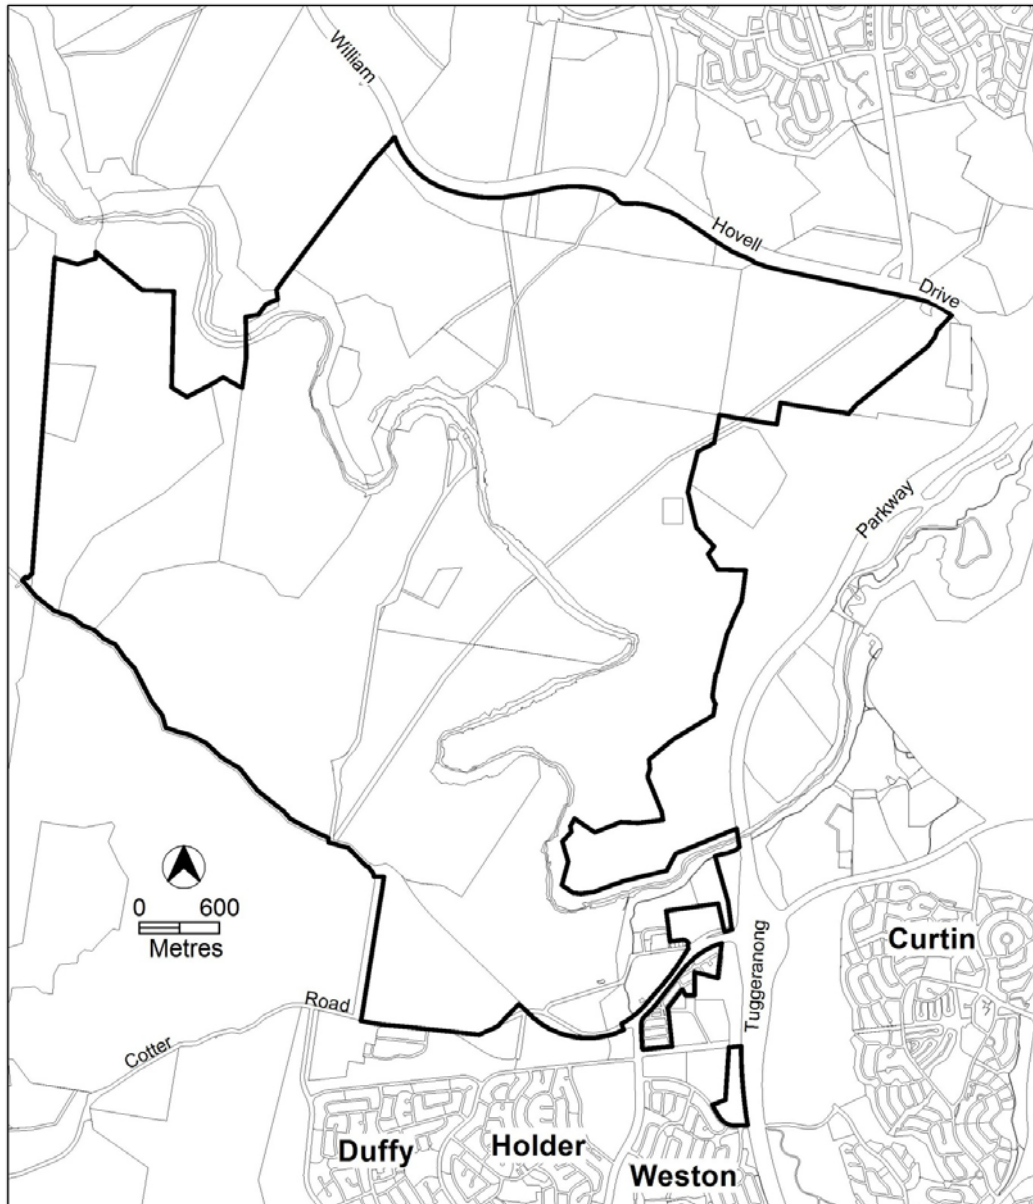 William
Hovell
Drive
Parkway
0 600
Metres
Tuggeranong
Curtin
Road
Cotter
Duffy
Holder
Weston